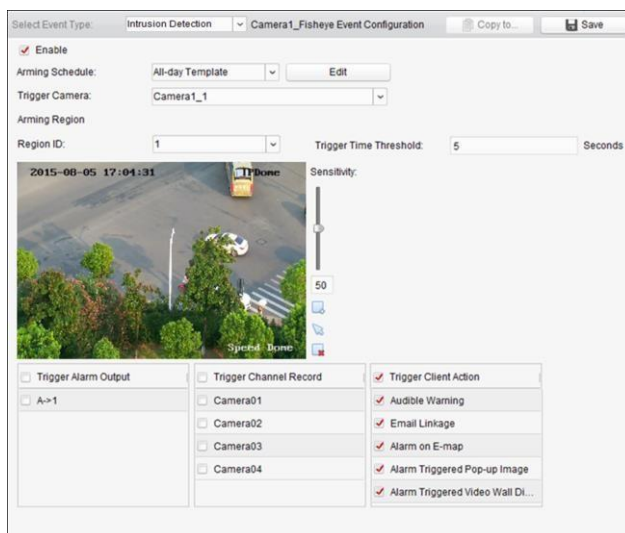 Select Event Type: Intrusion Detection Camera1_Fisheye Event Configuration Copy to... Save
Enable
Arming Schedule: All-day Template Edit
Trigger Camera: Camera1_1
Arming Region
Region ID: 1 Trigger Time Threshold: 5 Seconds
2015-08-05 17:04:31 IPDome Sensitivity:
50
Speed Dome
Trigger Alarm Output Trigger Channel Record Trigger Client Action
A->1 Camera01 Audible Warning
Camera02 Email Linkage
Camera03 Alarm on E-map
Camera04 Alarm Triggered Pop-up Image
Alarm Triggered Video Wall Di...